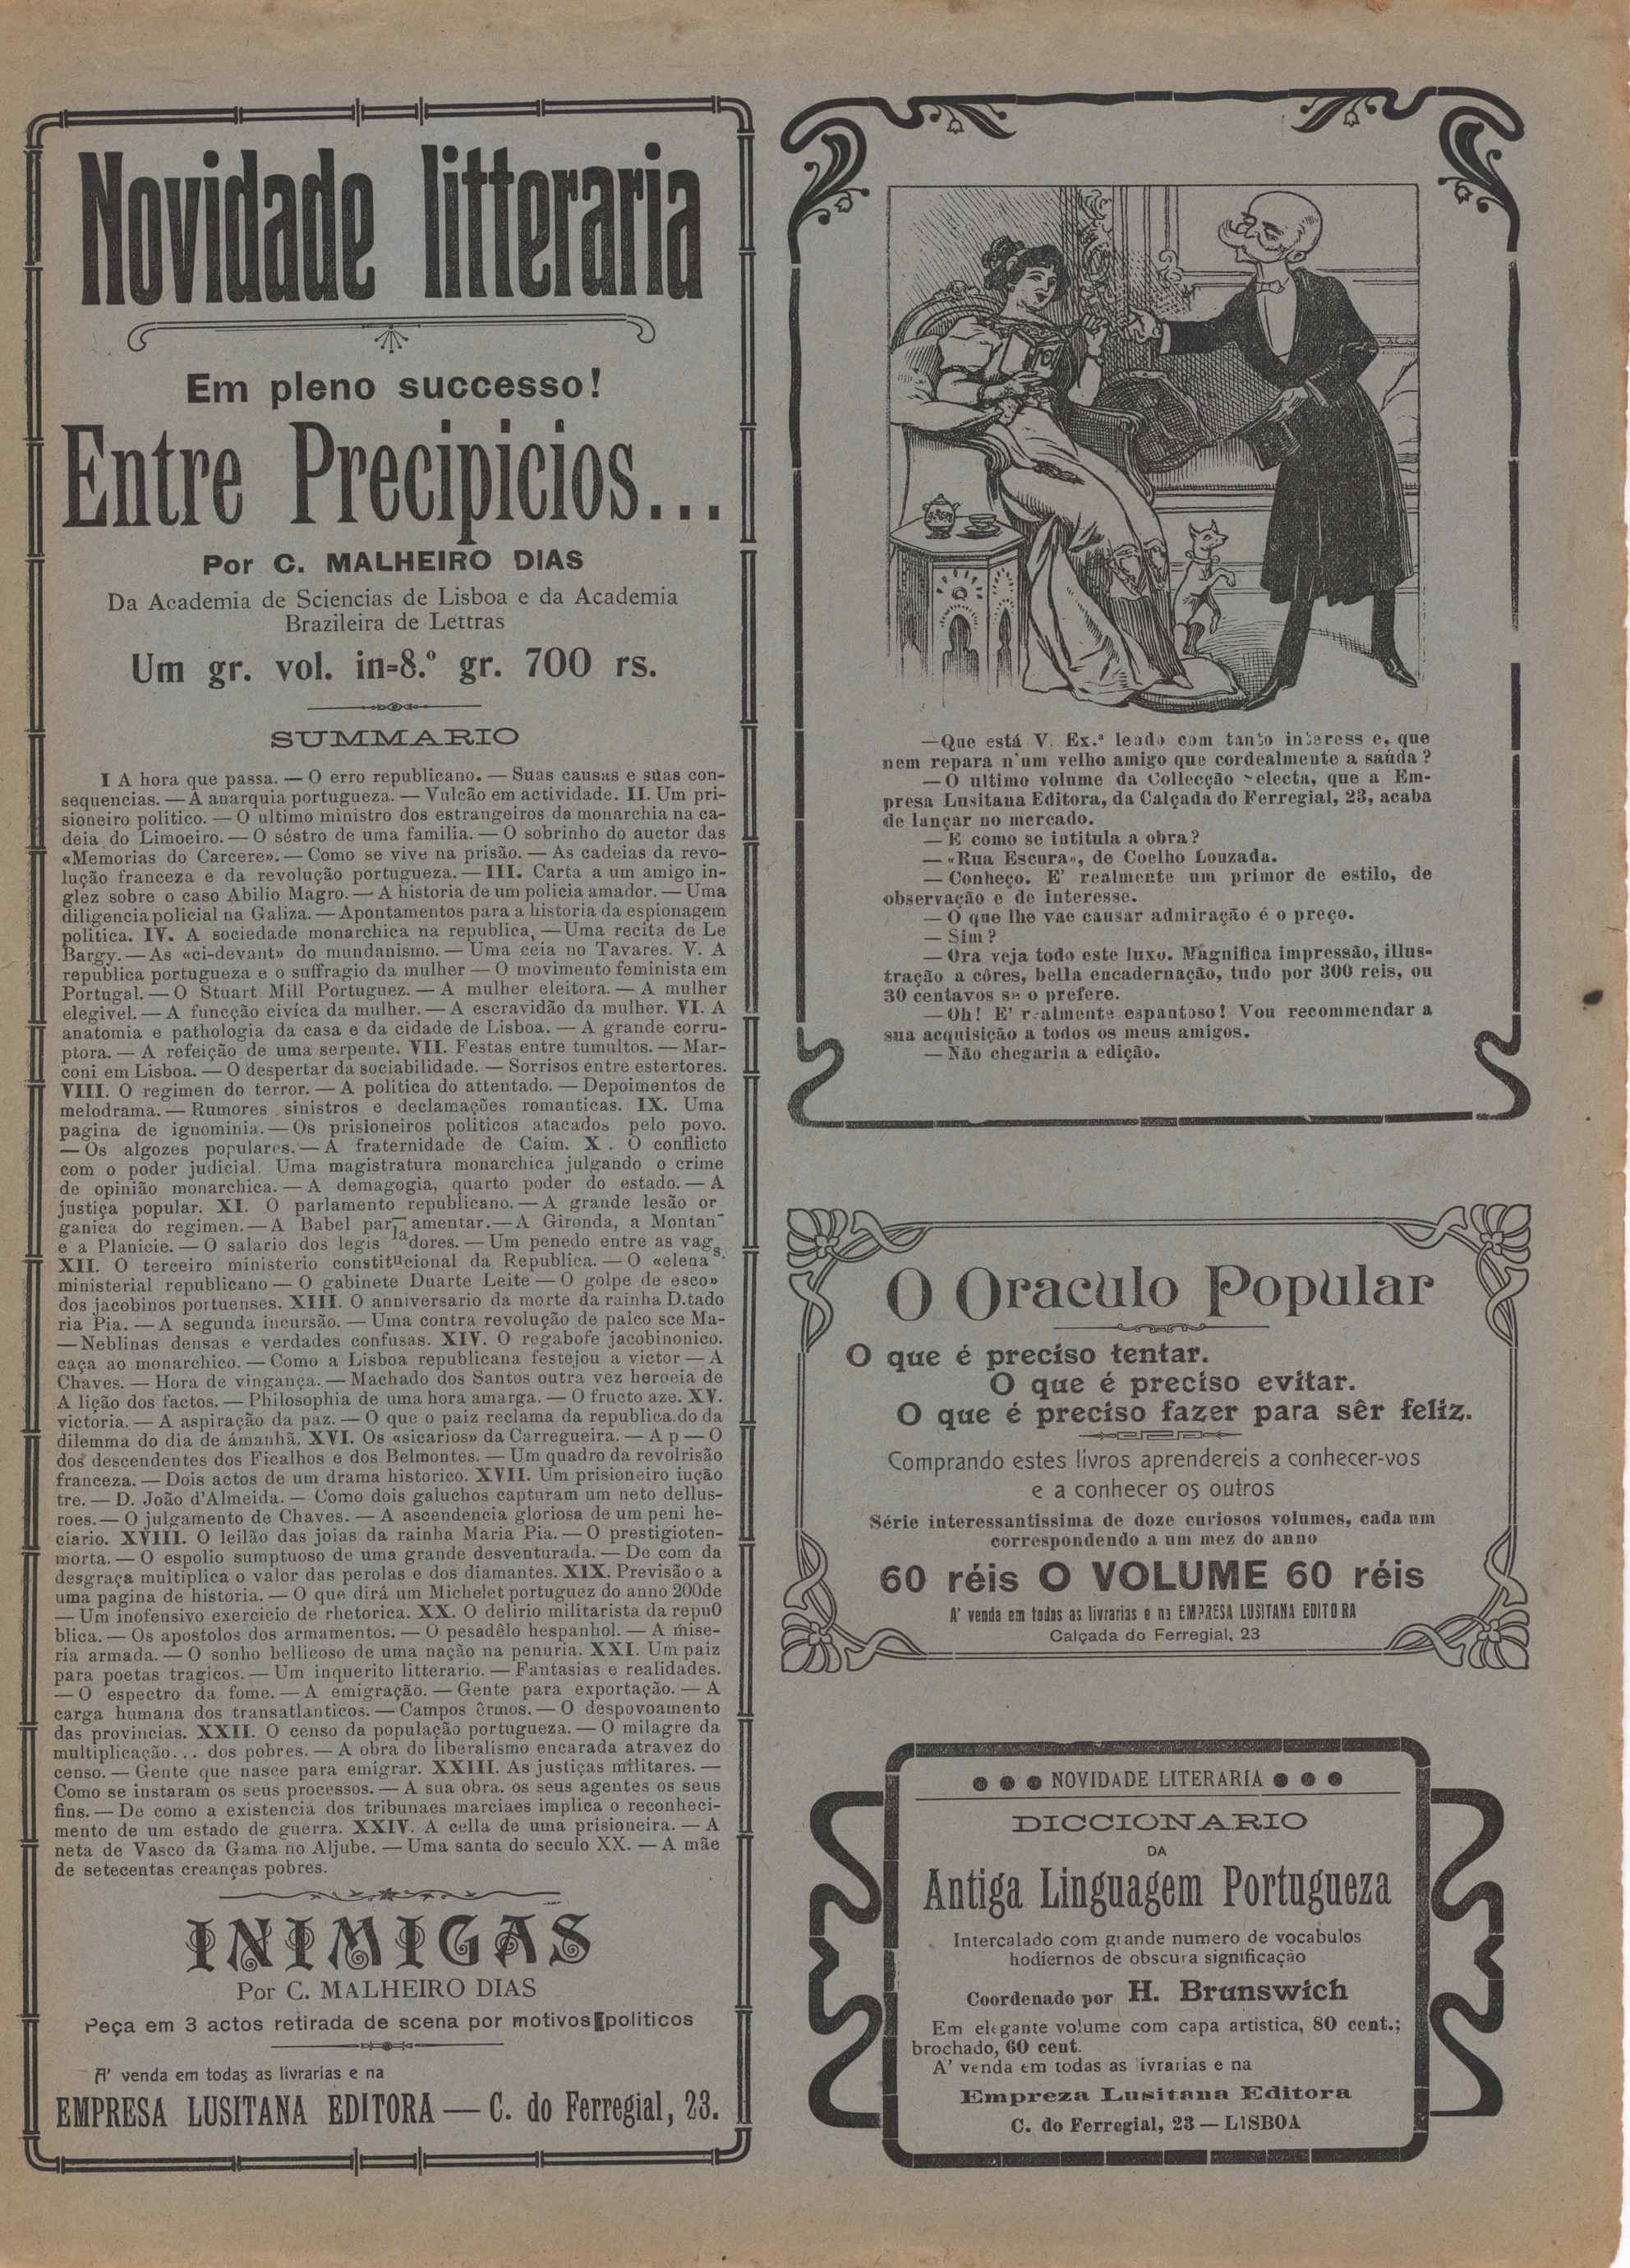 Novidade litteraria
Em pleno successo!
Entre Precipicios...
Por C. MALHEIRO DIAS
Da Academia de Sciencias de Lisboa e da Academia
Brazileira de Lettras
Um gr. vol. in=8.º gr. 700 rs.
SUMMARIO
I A hora que passa. — O erro republicano. — Suas causas e suas con-
sequencias. — A anarquia portugueza. — Vulcão em actividade. II. Um pri-
sioneiro politico. — O ultimo ministro dos estrangeiros da monarchia na ca-
deia do Limoeiro. — O séstro de uma familia. — O sobrinho do auctor das
«Memorias do Carcere». — Como se vive na prisão. — As cadeias da revo-
lução franceza e da revolução portugueza. — III. Carta a um amigo in-
glez sobre o caso Abilio Magro. — A historia de um policia amador. — Uma
diligencia policial na Galiza. — Apontamentos para a historia da espionagem
politica. IV. A sociedade monarchica na republica, — Uma recita de Le
Bargy. — As «ci-devant» do mundanismo. — Uma ceia no Tavares. V. A
republica portugueza e o suffragio da mulher — O movimento feminista em
Portugal. — O Stuart Mill Portuguez. — A mulher eleitora. — A mulher
elegivel. — A funcção civíca da mulher. — A escravidão da mulher. VI. A
anatomia e pathologia da casa e da cidade de Lisboa. — A grande corru-
ptora. — A refeição de uma serpente. VII. Festas entre tumultos. — Mar-
coni em Lisboa. — O despertar da sociabilidade. — Sorrisos entre estertores.
VIII. O regimen do terror. — A politica do attentado. — Depoimentos de
melodrama. — Rumores sinistros e declamações romanticas. IX. Uma
pagina de ignominia. — Os prisioneiros politicos atacados pelo povo.
— Os algozes populares. — A fraternidade de Caim. X. O conflicto
com o poder judicial. Uma magistratura monarchica julgando o crime
de opinião monarchica. — A demagogia, quarto poder do estado. — A
justiça popular. XI. O parlamento republicano. — A grande lesão or
ganica do regimen. — A Babel parl amentar. — A Gironda, a Montan-
e a Planicie. — O salario dos legis la dores. — Um penedo entre as vag s.
XII. O terceiro ministerio constitucional da Republica. — O «elena
ministerial republicano — O gabinete Duarte Leite — O golpe de esco»
dos jacobinos portuenses. XIII. O anniversario da morte da rainha D.tado
ria Pia. — A segunda incursão. — Uma contra revolução de palco sce Ma-
— Neblinas densas e verdades confusas. XIV. O regabofe jacobinonico.
caça ao monarchico. — Como a Lisboa republicana festejou a victor — A
Chaves. — Hora de vingança. — Machado dos Santos outra vez heroeia de
A lição dos factos. — Philosophia de uma hora amarga. — O fructo aze. XV.
victoria. — A aspiração da paz. — O que o paiz reclama da republica.do da
dilemma do dia de ámanhã, XVI. Os «sicarios» da Carregueira. — A p — O
dos descendentes dos Ficalhos e dos Belmontes. — Um quadro da revolrisão
franceza. — Dois actos de um drama historico. XVII. Um prisioneiro iução
tre. — D. João d'Almeida. — Como dois galuchos capturam um neto dellus-
roes. — O julgamento de Chaves. — A ascendencia gloriosa de um peni he-
ciario. XVIII. O leilão das joias da rainha Maria Pia. — O prestigioten-
morta. — O espolio sumptuoso de uma grande desventurada. — De com da
desgraça multiplica o valor das perolas e dos diamantes. XIX. Previsão o a
uma pagina de historia. — O que dirá um Michelet portuguez do anno 200de
— Um inofensivo exercicio de rhetorica. XX. O delirio militarista da repu0
blica. — Os apostolos dos armamentos. — O pesadêlo hespanhol. — A mise-
ria armada. — O sonho bellicoso de uma nação na penuria. XXI. Um paiz
para poetas tragicos. — Um inquerito litterario. — Fantasias e realidades.
— O espectro da fome. — A emigração. — Gente para exportação. — A
carga humana dos transatlanticos. — Campos êrmos. — O despovoamento
das provincias. XXII. O censo da população portugueza. — O milagre da
multiplicação... dos pobres. — A obra do liberalismo encarada atravez do
censo. — Gente que nasce para emigrar. XXIII. As justiças militares. —
Como se instaram os seus processos. — A sua obra. os seus agentes os seus
fins. — De como a existencia dos tribunaes marciaes implica o reconheci-
mento de um estado de guerra. XXIV. A cella de uma prisioneira. — A
neta de Vasco da Gama no Aljube. — Uma santa do seculo XX. — A mãe
de setecentas creanças pobres.
INIMIGAS
Por C. MALHEIRO DIAS
Peça em 3 actos retirada de scena por motivos politicos
A' venda em todas as livrarias e na
EMPRESA LUSITANA EDITORA — C. do Ferregial, 23.
—Que está V. Ex.ª lendo com tanto interess e, que
nem repara n'um velho amigo que cordealmente a saúda?
—O ultimo volume da Collecção Selecta, que a Em-
presa Lusitana Editora, da Calçada do Ferregial, 23, acaba
de lançar no mercado.
— E como se intitula a obra?
— «Rua Escura», de Coelho Louzada.
— Conheço. E' realmente um primor de estilo, de
observação e de interesse.
— O que lhe vae causar admiração é o preço.
— Sim?
— Ora veja todo este luxo. Magnifica impressão, illus-
tração a côres, bella encadernação, tudo por 300 reis, ou
30 centavos se o prefere.
—Oh! E' realmente espantoso! Vou recommendar a
sua acquisição a todos os meus amigos.
— Não chegaria a edição.
O Oraculo Popular
O que é preciso tentar.
O que é preciso evitar.
O que é preciso fazer para sêr feliz.
Comprando estes livros aprendereis a conhecer-vos
e a conhecer os outros
Série interessantissima de doze curiosos volumes, cada um
correspondendo a um mez do anno
60 réis O VOLUME 60 réis
A' venda em todas as livrarias e na EMPRESA LUSITANA EDITORA
Calçada do Ferregial, 23
NOVIDADE LITERARIA
DICCIONARIO
DA
Antiga Linguagem Portugueza
Intercalado com grande numero de vocabulos
hodiernos de obscura significação
Coordenado por H. Brunswich
Em elegante volume com capa artistica, 80 cent.;
brochado, 60 cent.
A' venda em todas as livrarias e na
Empreza Lusitana Editora
C. do Ferregial, 23 — LISBOA